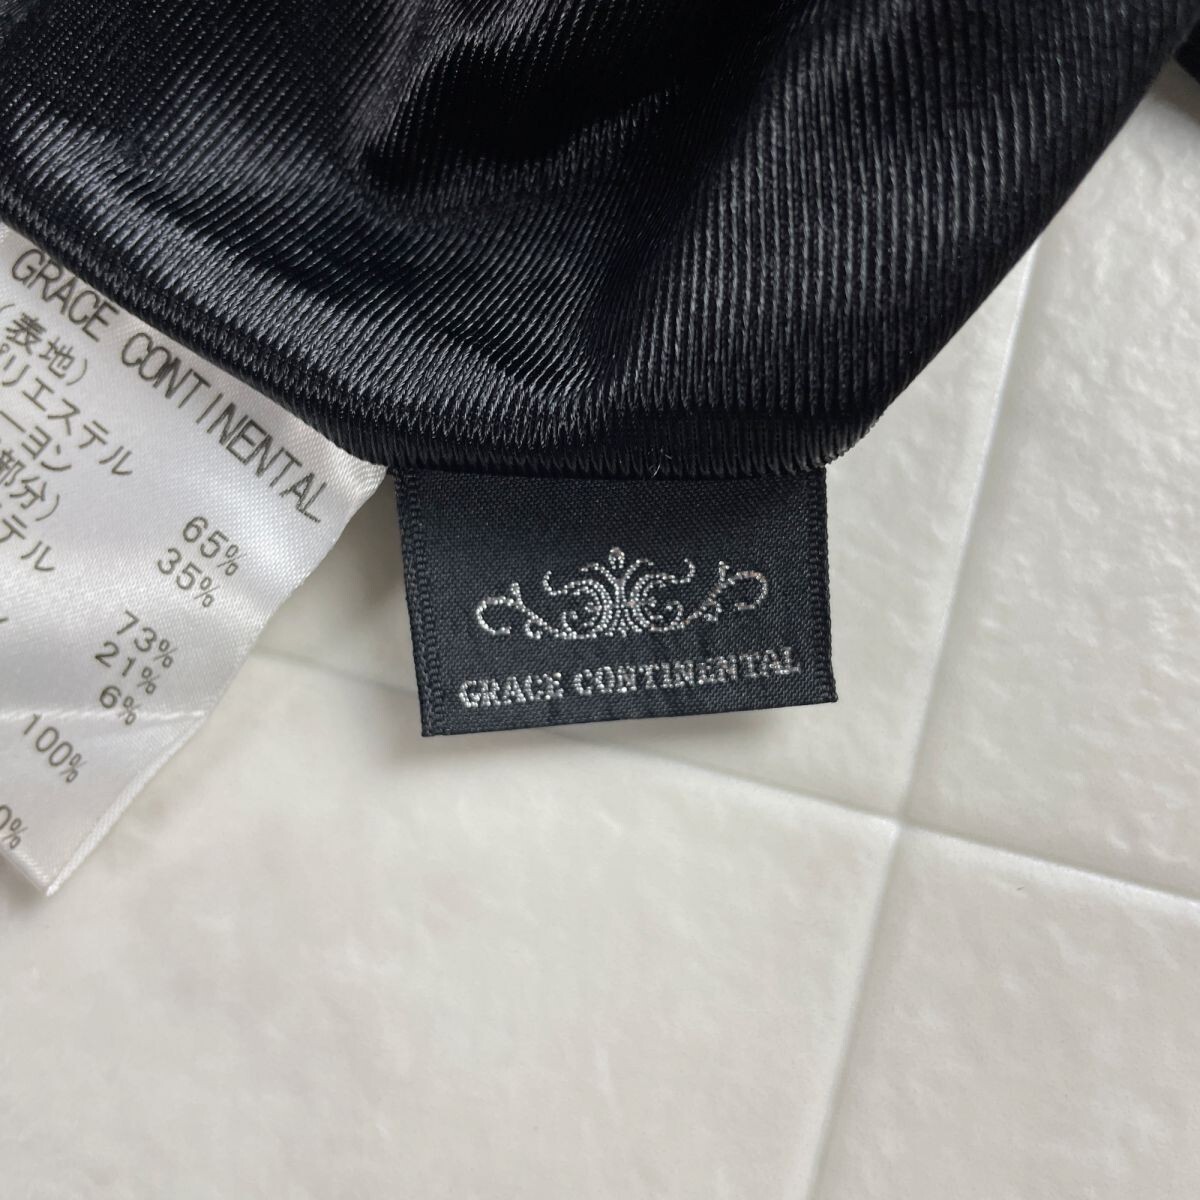 GRACE CONTINENTAL
(表地)
ポリエステル 65%
ーヨン 35%
部分)
テル 73%
21%
6%
100%
0%
GRACE CONTINENTAL